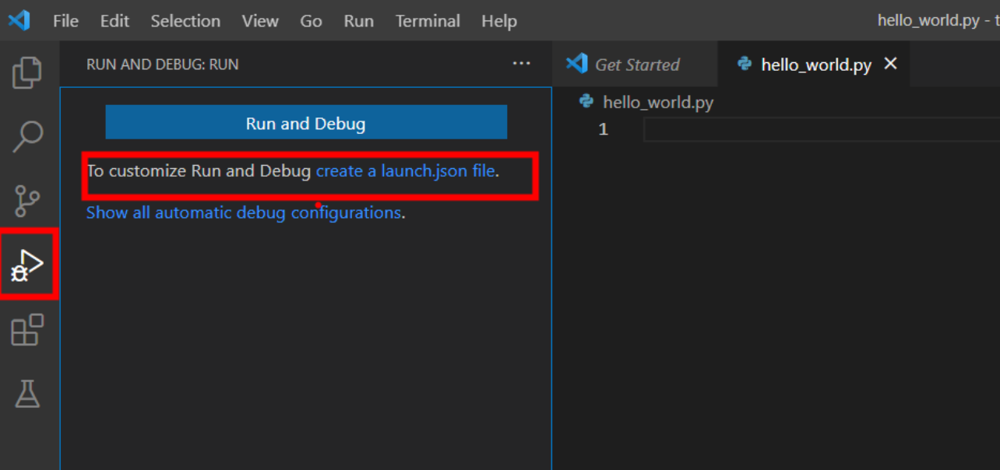 File Edit Selection View Go Run Terminal Help
hello_world.py - t
RUN AND DEBUG: RUN
Get Started
hello_world.py
hello_world.py
Run and Debug
1
To customize Run and Debug create a launch.json file.
Show all automatic debug configurations.